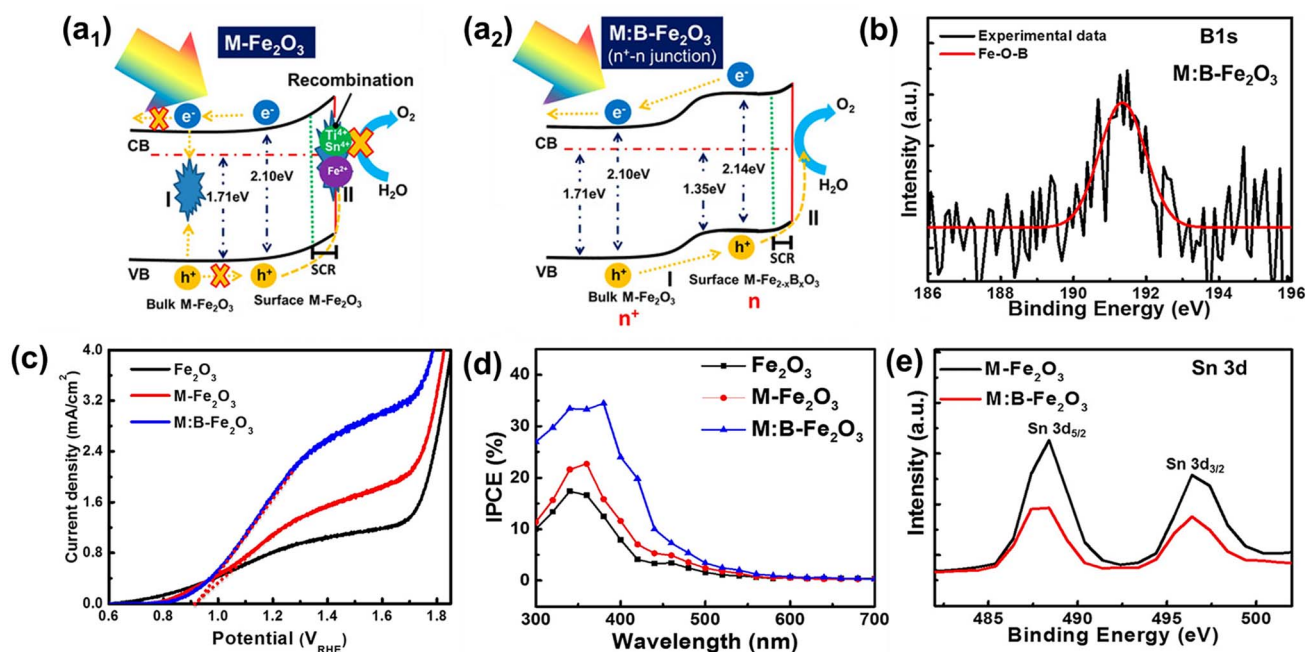 (a₁)
M-Fe₂O₃
Recombination
e⁻
e⁻
Ti⁴⁺
Sn⁴⁺
Fe²⁺
O₂
H₂O
CB
I
1.71eV
2.10eV
II
VB
h⁺
h⁺
SCR
Bulk M-Fe₂O₃
Surface M-Fe₂O₃
(a₂)
M:B-Fe₂O₃
(n⁺-n junction)
e⁻
e⁻
O₂
H₂O
CB
1.71eV
2.10eV
1.35eV
2.14eV
II
VB
h⁺
h⁺
I
SCR
Bulk M-Fe₂O₃
Surface M-Fe₂₋ₓBₓO₃
n⁺
n
(b)
Experimental data
Fe-O-B
B1s
M:B-Fe₂O₃
Intensity (a.u.)
186 188 190 192 194 196
Binding Energy (eV)
(c)
Fe₂O₃
M-Fe₂O₃
M:B-Fe₂O₃
Current density (mA/cm²)
4.0
3.2
2.4
1.6
0.8
0.0
0.6 0.8 1.0 1.2 1.4 1.6 1.8
Potential (V_RHE)
(d)
Fe₂O₃
M-Fe₂O₃
M:B-Fe₂O₃
IPCE (%)
40
30
20
10
0
300 400 500 600 700
Wavelength (nm)
(e)
M-Fe₂O₃
M:B-Fe₂O₃
Sn 3d
Sn 3d₅/₂
Sn 3d₃/₂
Intensity (a.u.)
485 490 495 500
Binding Energy (eV)